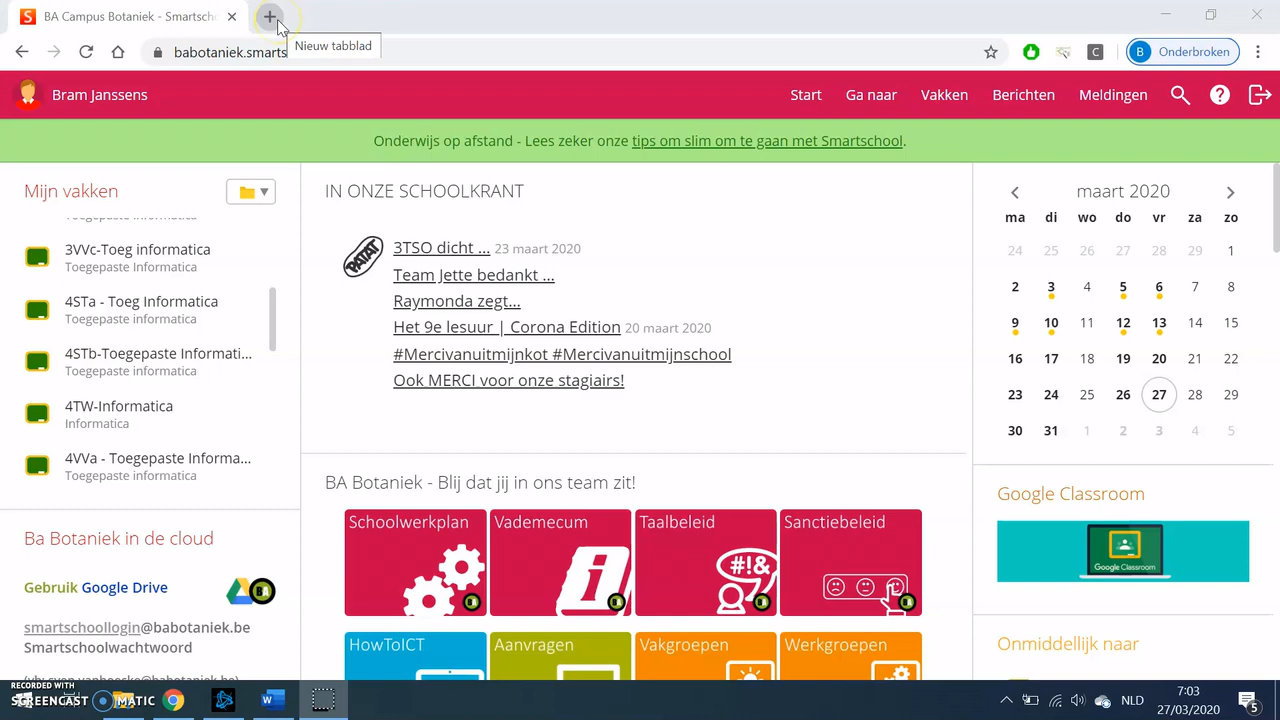 BA Campus Botaniek - Smartsch
Nieuw tabblad
babotaniek.smarts
C
B Onderbroken
Bram Janssens
Start Ga naar Vakken Berichten Meldingen
Onderwijs op afstand - Lees zeker onze tips om slim om te gaan met Smartschool.
Mijn vakken
Toegepaste Informatica
3VVc-Toeg informatica
Toegepaste Informatica
4STa - Toeg Informatica
Toegepaste informatica
4STb-Toegepaste Informati...
Toegepaste informatica
4TW-Informatica
Informatica
4VVa - Toegepaste Informa...
Toegepaste informatica
Ba Botaniek in de cloud
Gebruik Google Drive
smartschoollogin@babotaniek.be
Smartschoolwachtwoord
IN ONZE SCHOOLKRANT
PATAT
3TSO dicht ... 23 maart 2020
Team Jette bedankt ...
Raymonda zegt...
Het 9e lesuur | Corona Edition 20 maart 2020
#Mercivanuitmijnkot #Mercivanuitmijnschool
Ook MERCI voor onze stagiairs!
BA Botaniek - Blij dat jij in ons team zit!
Schoolwerkplan Vademecum Taalbeleid Sanctiebeleid
#!&
HowToICT Aanvragen Vakgroepen Werkgroepen
maart 2020
ma di wo do vr za zo
24 25 26 27 28 29 1
2 3 4 5 6 7 8
9 10 11 12 13 14 15
16 17 18 19 20 21 22
23 24 25 26 27 28 29
30 31 1 2 3 4 5
Google Classroom
Google Classroom
Onmiddellijk naar
RECORDED WITH
SCREENCAST MATIC
NLD
7:03
27/03/2020
5